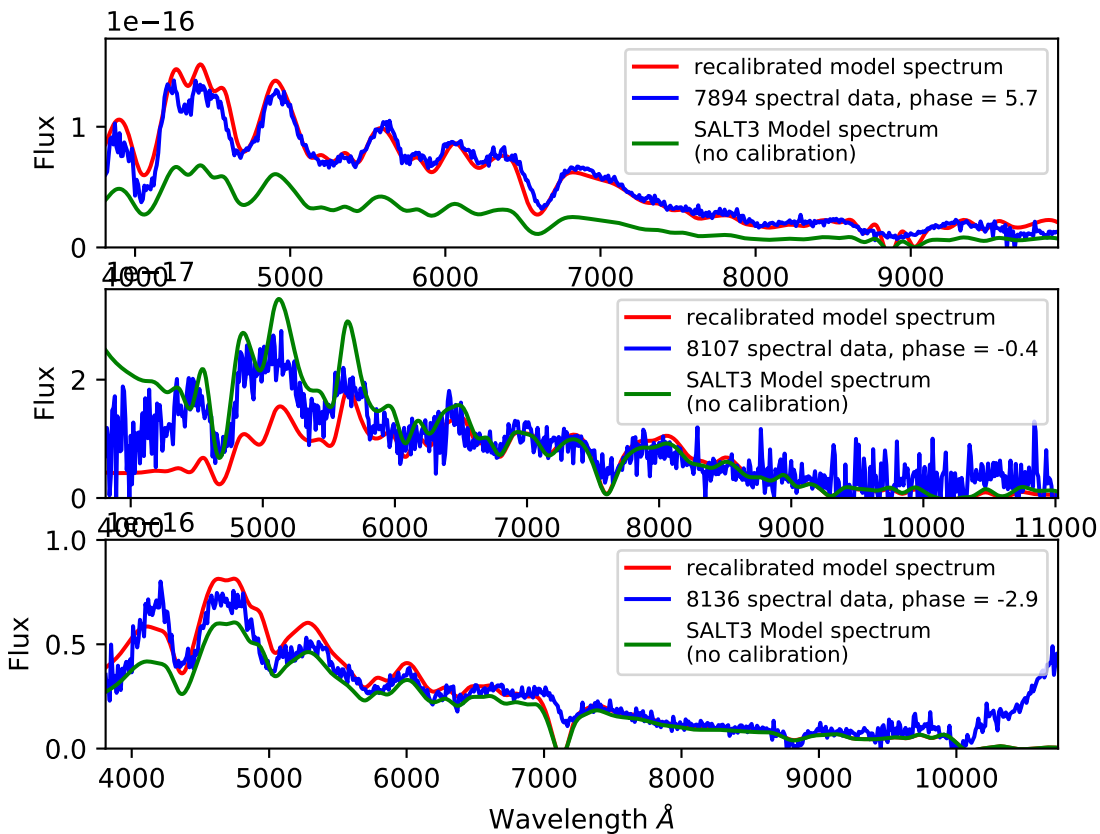 1e−16
recalibrated model spectrum
7894 spectral data, phase = 5.7
SALT3 Model spectrum
(no calibration)
Flux
1
0
4000 5000 6000 7000 8000 9000
1e−17
recalibrated model spectrum
8107 spectral data, phase = -0.4
SALT3 Model spectrum
(no calibration)
Flux
2
0
4000 5000 6000 7000 8000 9000 10000 11000
1e−16
recalibrated model spectrum
8136 spectral data, phase = -2.9
SALT3 Model spectrum
(no calibration)
Flux
1.0
0.5
0.0
4000 5000 6000 7000 8000 9000 10000
Wavelength Å